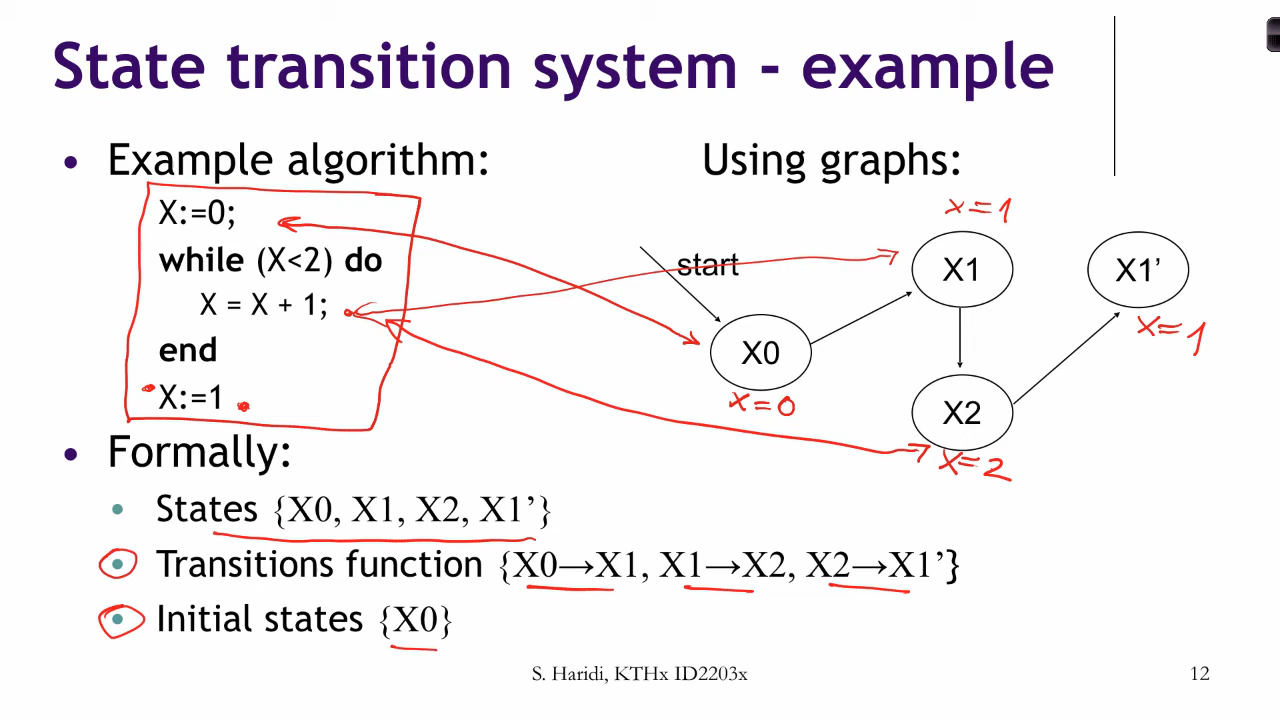 State transition system - example
• Example algorithm:
X:=0;
while (X<2) do
X = X + 1;
end
X:=1
Using graphs:
start
x=1
X1
X1’
x=1
X0
x=0
X2
x=2
• Formally:
• States {X0, X1, X2, X1’}
• Transitions function {X0→X1, X1→X2, X2→X1’}
• Initial states {X0}
S. Haridi, KTHx ID2203x
12